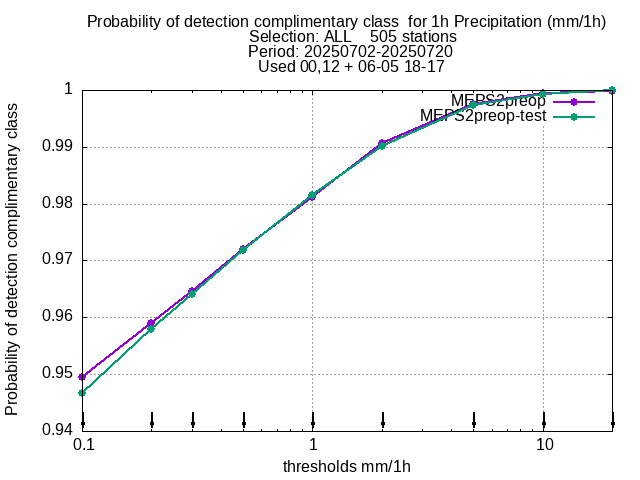 Probability of detection complimentary class  for 1h Precipitation (mm/1h)
Selection: ALL    505 stations
Period: 20250702-20250720
Used 00,12 + 06-05 18-17
MEPS2preop
MEPS2preop-test
Probability of detection complimentary class
1
0.99
0.98
0.97
0.96
0.95
0.94
0.1
1
10
thresholds mm/1h